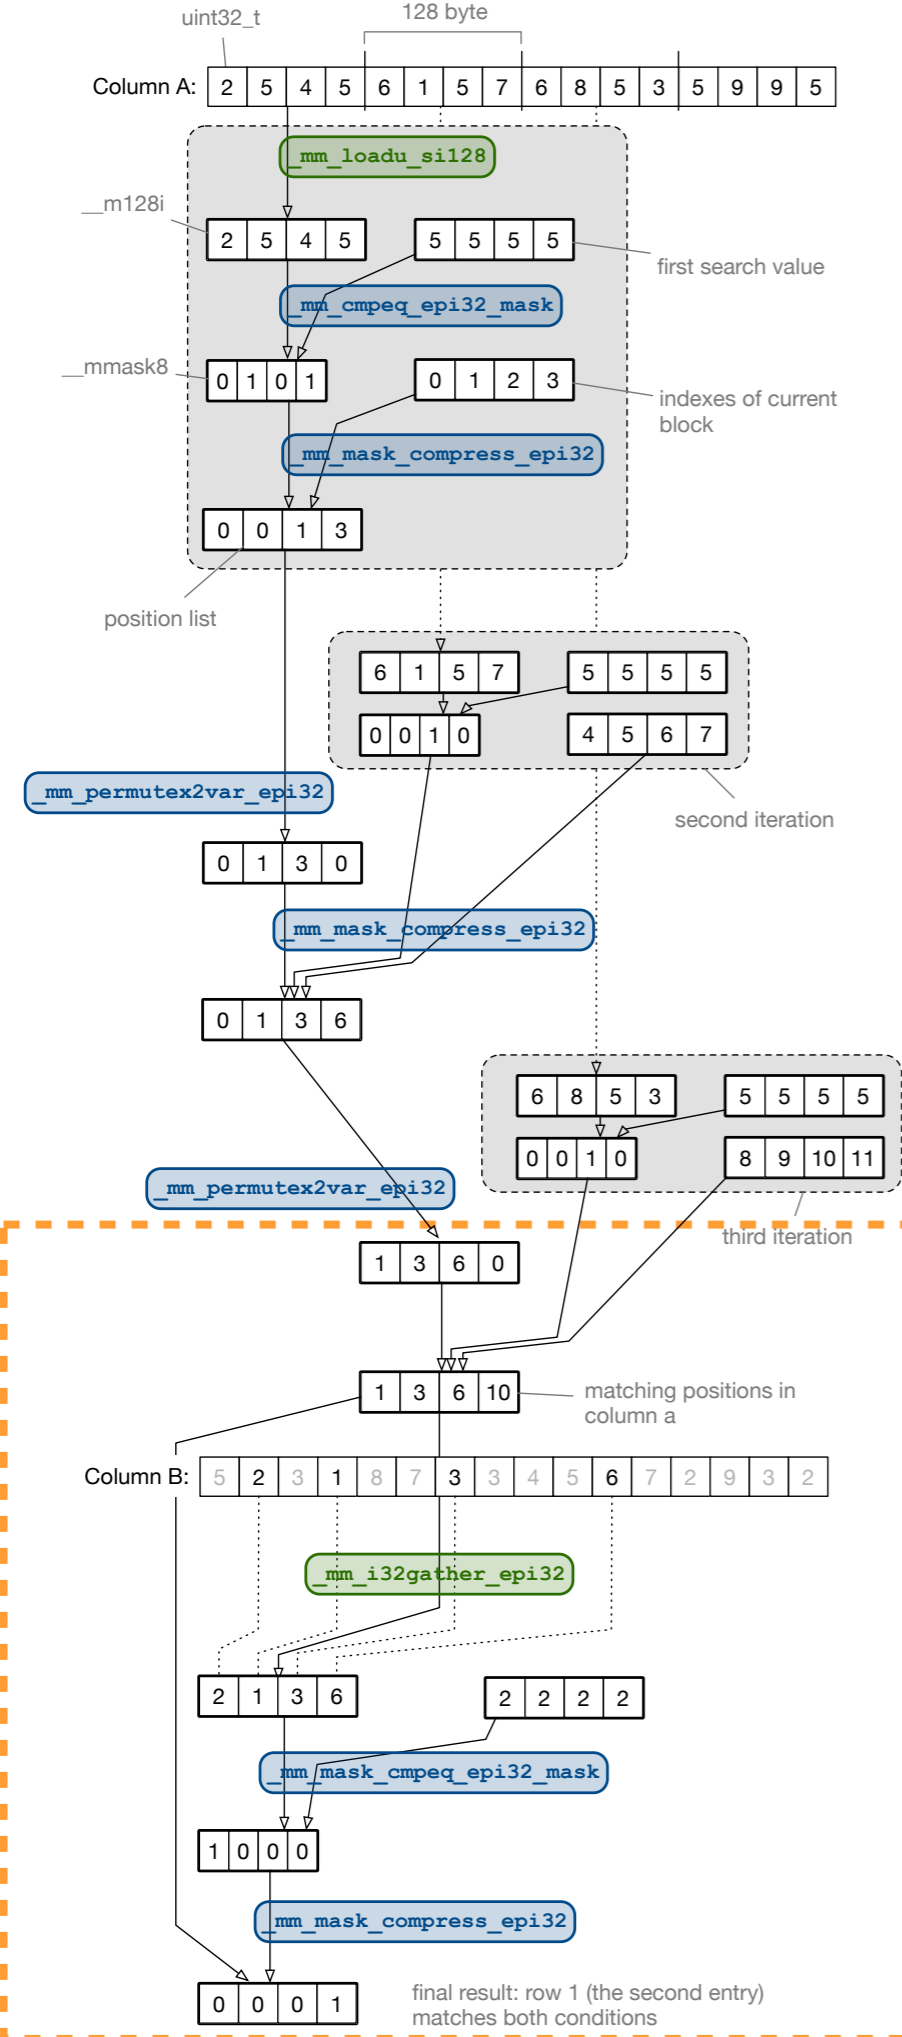 uint32_t
128 byte
Column A: 2 5 4 5 6 1 5 7 6 8 5 3 5 9 9 5
_mm_loadu_si128
__m128i
2 5 4 5
5 5 5 5
first search value
_mm_cmpeq_epi32_mask
__mmask8
0 1 0 1
0 1 2 3
indexes of current
block
_mm_mask_compress_epi32
0 0 1 3
position list
6 1 5 7
5 5 5 5
0 0 1 0
4 5 6 7
second iteration
_mm_permutex2var_epi32
0 1 3 0
_mm_mask_compress_epi32
0 1 3 6
6 8 5 3
5 5 5 5
0 0 1 0
8 9 10 11
third iteration
_mm_permutex2var_epi32
1 3 6 0
1 3 6 10
matching positions in
column a
Column B: 5 2 3 1 8 7 3 3 4 5 6 7 2 9 3 2
_mm_i32gather_epi32
2 1 3 6
2 2 2 2
_mm_mask_cmpeq_epi32_mask
1 0 0 0
_mm_mask_compress_epi32
0 0 0 1
final result: row 1 (the second entry)
matches both conditions